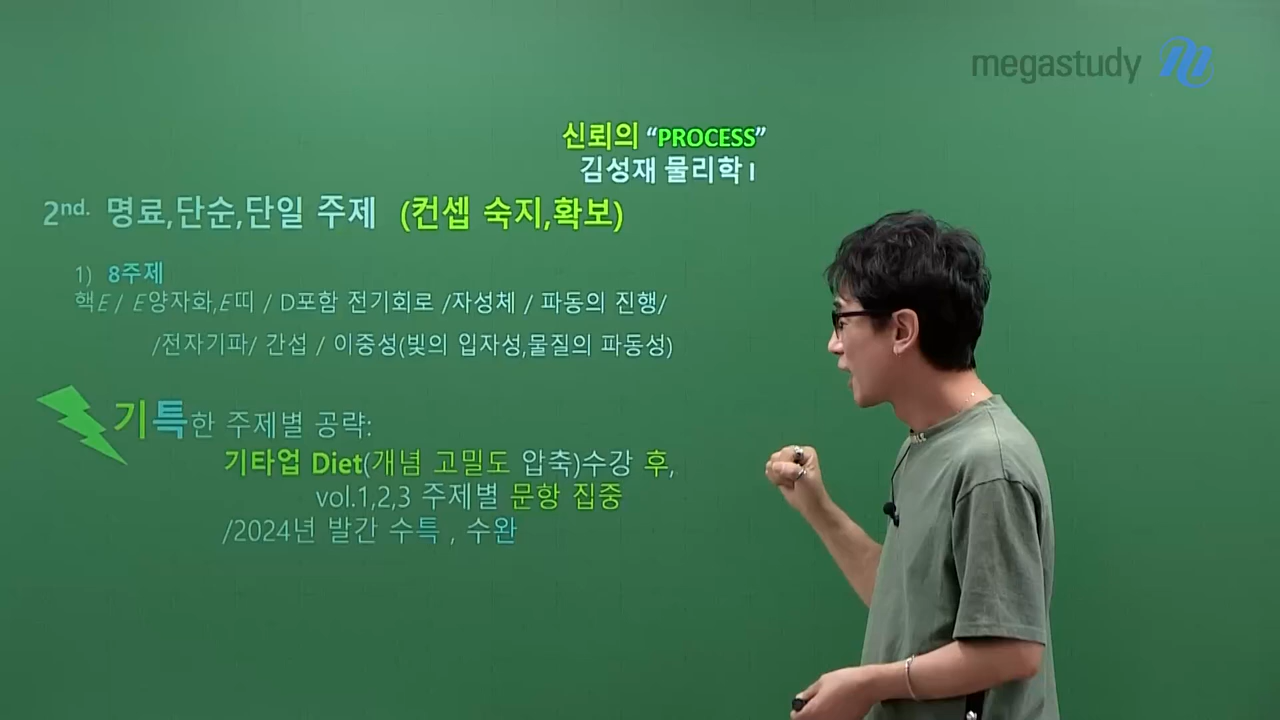 megastudy
신뢰의 “PROCESS”
김성재 물리학 I
2nd. 명료,단순,단일 주제 (컨셉 숙지,확보)
1) 8주제
핵E / E양자화,E띠 / D포함 전기회로 /자성체 / 파동의 진행/
/전자기파/ 간섭 / 이중성(빛의 입자성,물질의 파동성)
기특한 주제별 공략:
기타업 Diet(개념 고밀도 압축)수강 후,
vol.1,2,3 주제별 문항 집중
/2024년 발간 수특 , 수완